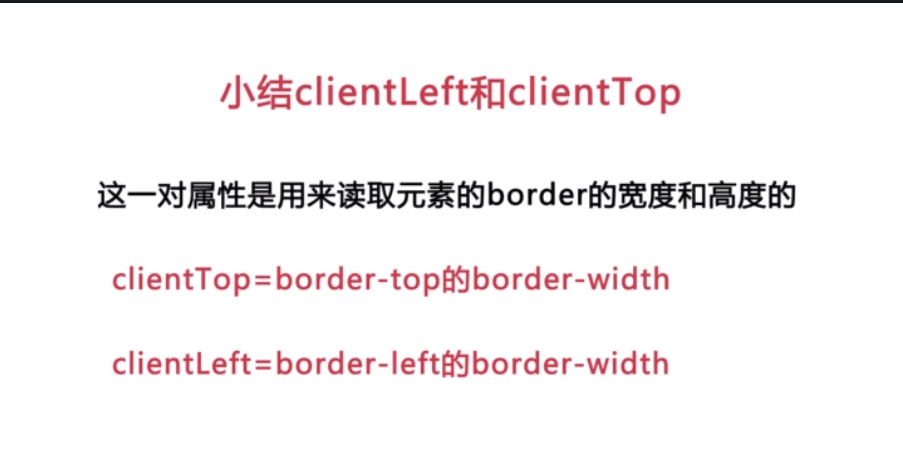 小结clientLeft和clientTop
这一对属性是用来读取元素的border的宽度和高度的
clientTop=border-top的border-width
clientLeft=border-left的border-width